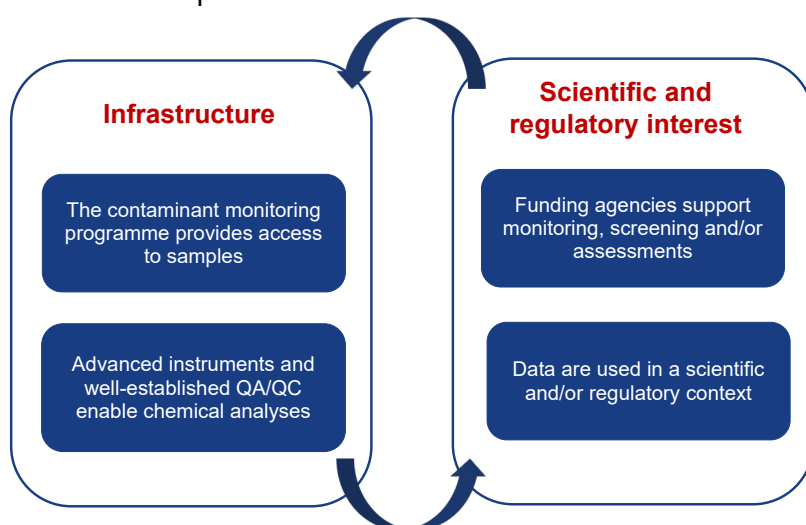 Infrastructure
The contaminant monitoring
programme provides access
to samples
Advanced instruments and
well-established QA/QC
enable chemical analyses
Scientific and
regulatory interest
Funding agencies support
monitoring, screening and/or
assessments
Data are used in a scientific
and/or regulatory context